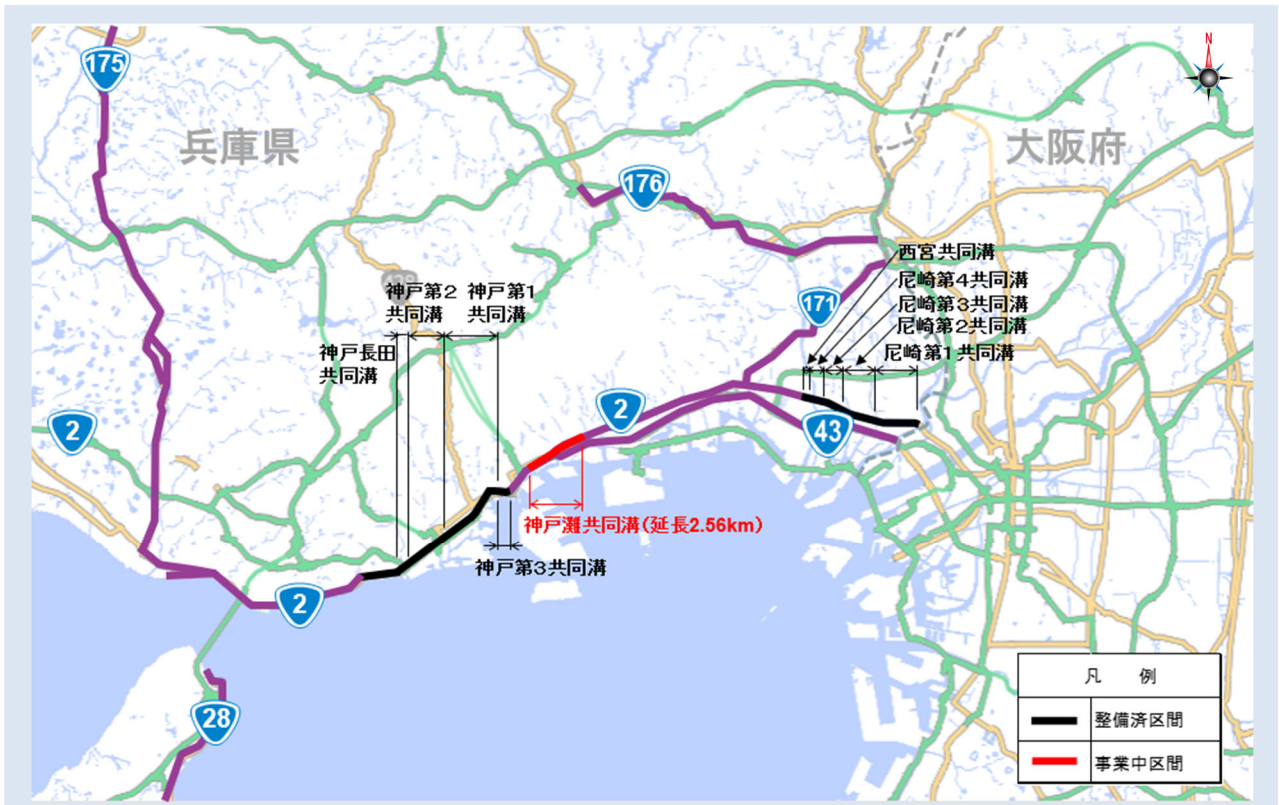 N
175
兵庫県
大阪府
176
西宮共同溝
尼崎第4共同溝
171
尼崎第3共同溝
尼崎第2共同溝
尼崎第1共同溝
神戸第2
共同溝
神戸第1
共同溝
神戸長田
共同溝
2
2
43
神戸灘共同溝(延長2.56km)
神戸第3共同溝
2
28
凡 例
整備済区間
事業中区間